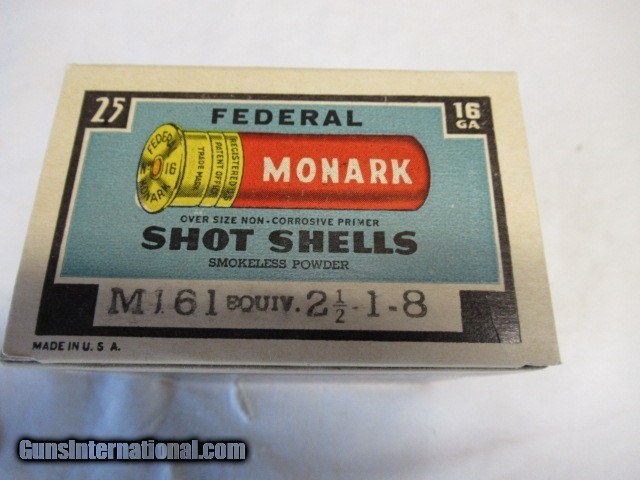 25
FEDERAL
16
GA
FEDERAL
No 16
MONARK
TRADE MARK
PATENT OFFICE
REGISTERED U.S.
MONARK
OVER SIZE NON-CORROSIVE PRIMER
SHOT SHELLS
SMOKELESS POWDER
M161 EQUIV. 2½-1-8
MADE IN U.S A.
GunsInternational.com